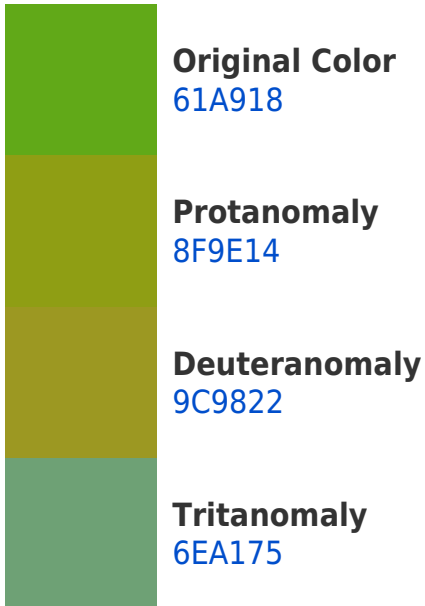 Original Color
61A918
Protanomaly
8F9E14
Deuteranomaly
9C9822
Tritanomaly
6EA175